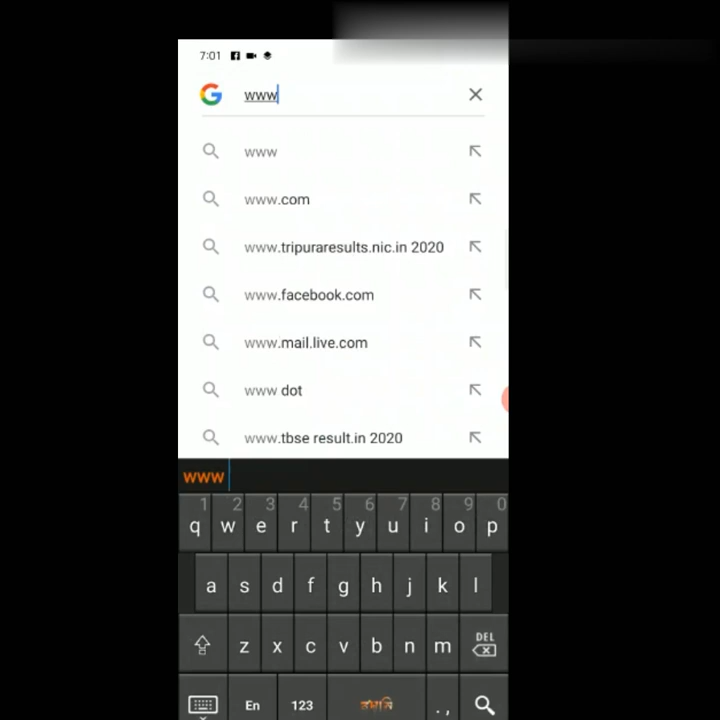 7:01
www
www
www.com
www.tripuraresults.nic.in 2020
www.facebook.com
www.mail.live.com
www dot
www.tbse result.in 2020
www
1 2 3 4 5 6 7 8 9 0
q w e r t y u i o p
a s d f g h j k l
z x c v b n m DEL
En 123 . ,